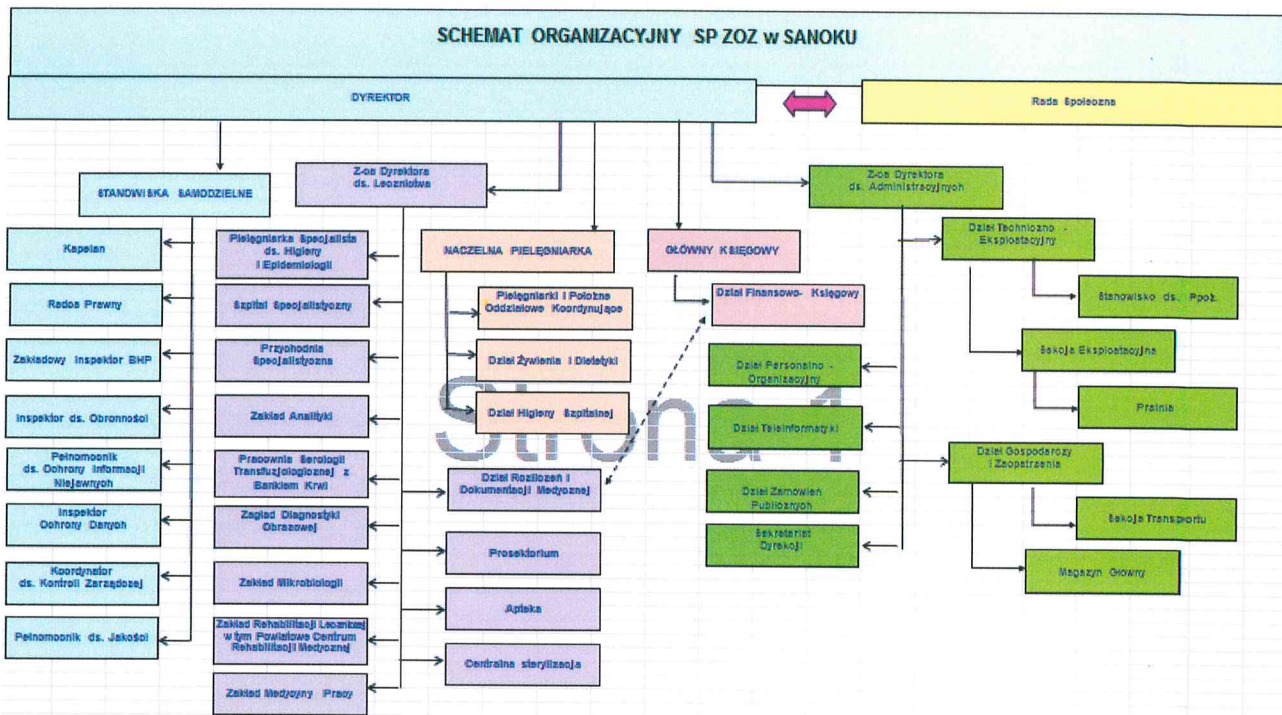 SCHEMAT ORGANIZACYJNY SP ZOZ w SANOKU
DYREKTOR
Rada Społeczna
STANOWISKA SAMODZIELNE
Kapelan
Radca Prawny
Zakładowy Inspektor BHP
Inspektor ds. Obronności
Pełnomocnik
ds. Ochrony Informacji
Niejawnych
Inspektor
Ochrony Danych
Koordynator
ds. Kontroli Zarządczej
Pełnomocnik ds. Jakości
Z-ca Dyrektora
ds. Lecznictwa
Pielęgniarka Specjalista
ds. Higieny
i Epidemiologii
Szpital Specjalistyczny
Przychodnia
Specjalistyczna
Zakład Analityki
Pracownia Serologii
Transfuzjologicznej z
Bankiem Krwi
Zagład Diagnostyki
Obrazowej
Zakład Mikrobiologii
Zakład Rehabilitacji Leczniczej
w tym Powiatowe Centrum
Rehabilitacji Medycznej
Zakład Medycyny Pracy
Dział Rozliczeń i
Dokumentacji Medycznej
Prosektorium
Apteka
Centralna sterylizacja
NACZELNA PIELĘGNIARKA
Pielęgniarki i Położne
Oddziałowe Koordynujące
Dział Żywienia i Dietetyki
Dział Higieny Szpitalnej
GŁÓWNY KSIĘGOWY
Dział Finansowo- Księgowy
Z-ca Dyrektora
ds. Administracyjnych
Dział Personalno -
Organizacyjny
Dział Teleinformatyki
Dział Zamówień
Publicznych
Sekretariat
Dyrekcji
Dział Techniczno -
Eksploatacyjny
Stanowisko ds. Ppoż.
Sekcja Eksploatacyjna
Pralnia
Dział Gospodarczy
i Zaopatrzenia
Sekcja Transportu
Magazyn Główny
Strona 1